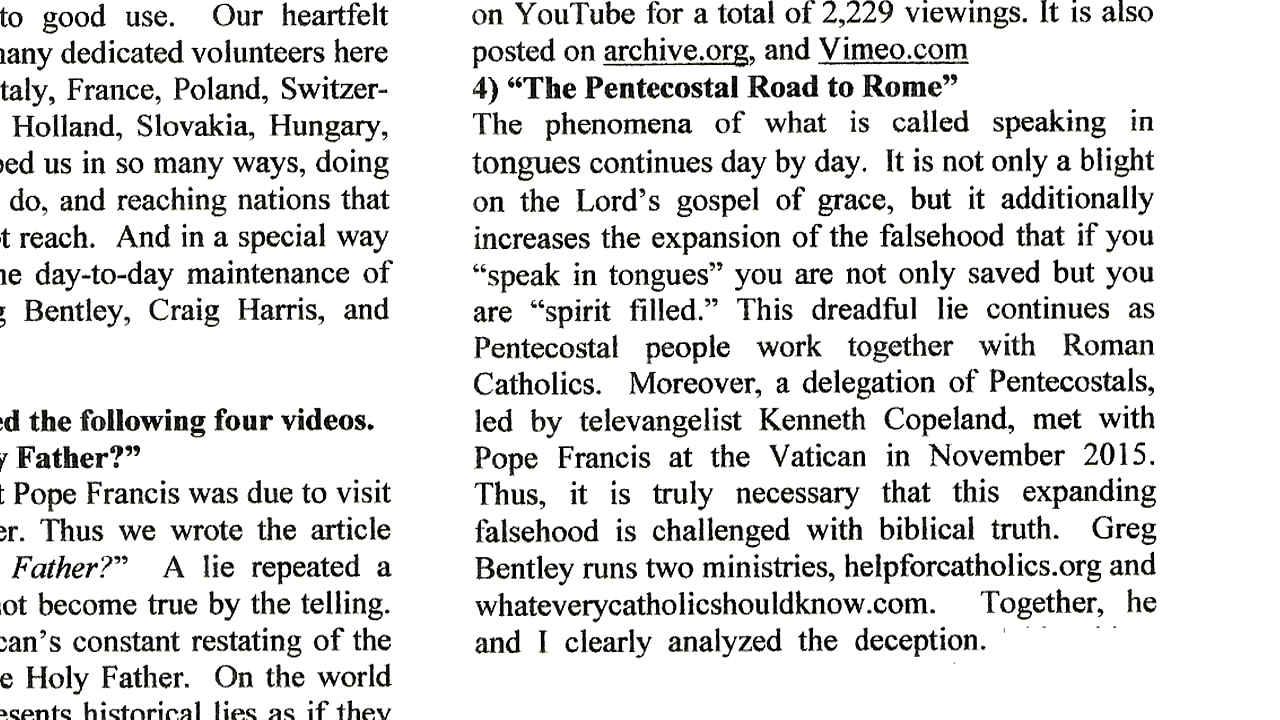 to good use. Our heartfelt
many dedicated volunteers here
Italy, France, Poland, Switzer-
Holland, Slovakia, Hungary,
us in so many ways, doing
do, and reaching nations that
reach. And in a special way
day-to-day maintenance of
Bentley, Craig Harris, and
the following four videos.
Father?”
Pope Francis was due to visit
Thus we wrote the article
Father?” A lie repeated a
not become true by the telling.
constant restating of the
Holy Father. On the world
historical lies as if they
on YouTube for a total of 2,229 viewings. It is also
posted on archive.org, and Vimeo.com
4) “The Pentecostal Road to Rome”
The phenomena of what is called speaking in
tongues continues day by day. It is not only a blight
on the Lord’s gospel of grace, but it additionally
increases the expansion of the falsehood that if you
“speak in tongues” you are not only saved but you
are “spirit filled.” This dreadful lie continues as
Pentecostal people work together with Roman
Catholics. Moreover, a delegation of Pentecostals,
led by televangelist Kenneth Copeland, met with
Pope Francis at the Vatican in November 2015.
Thus, it is truly necessary that this expanding
falsehood is challenged with biblical truth. Greg
Bentley runs two ministries, helpforcatholics.org and
whateverycatholicshouldknow.com. Together, he
and I clearly analyzed the deception.